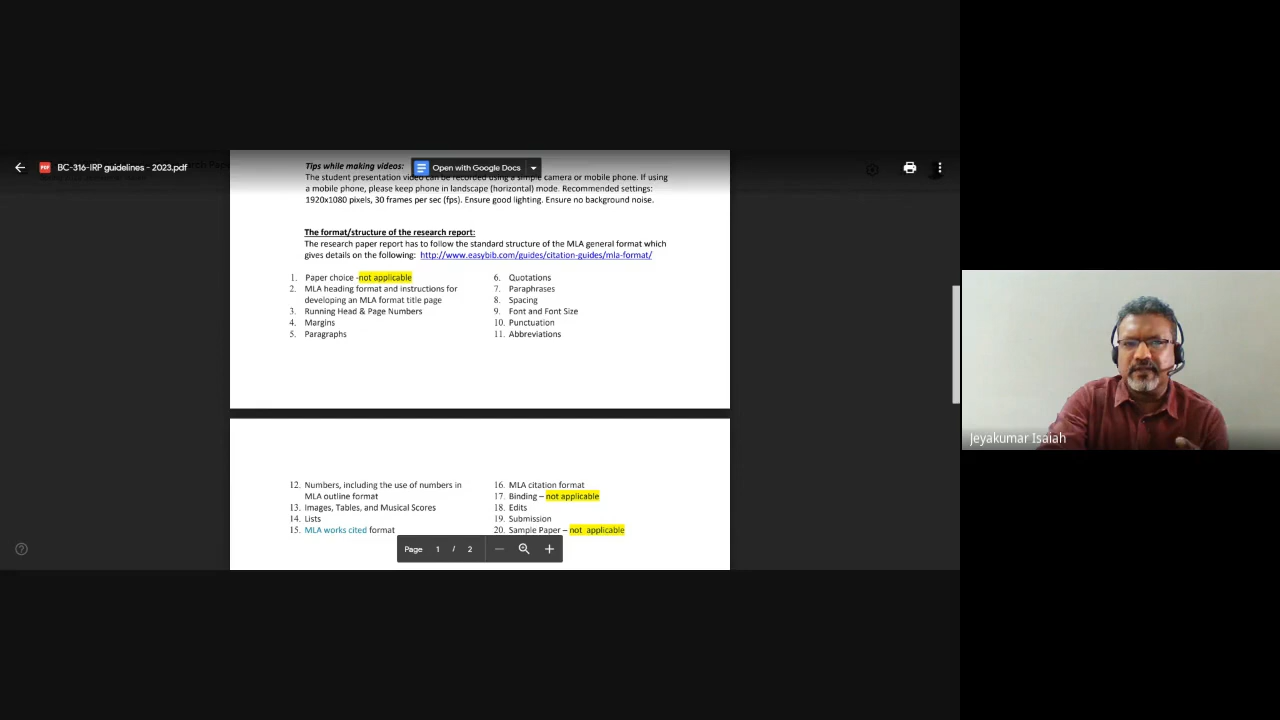 BC-316-IRP guidelines - 2023.pdf
Open with Google Docs
Tips while making videos:
The student presentation video can be recorded using a simple camera or mobile phone. If using
a mobile phone, please keep phone in landscape (horizontal) mode. Recommended settings:
1920x1080 pixels, 30 frames per sec (fps). Ensure good lighting. Ensure no background noise.
The format/structure of the research report:
The research paper report has to follow the standard structure of the MLA general format which
gives details on the following: http://www.easybib.com/guides/citation-guides/mla-format/
1. Paper choice -not applicable
2. MLA heading format and instructions for
developing an MLA format title page
3. Running Head & Page Numbers
4. Margins
5. Paragraphs
6. Quotations
7. Paraphrases
8. Spacing
9. Font and Font Size
10. Punctuation
11. Abbreviations
12. Numbers, including the use of numbers in
MLA outline format
13. Images, Tables, and Musical Scores
14. Lists
15. MLA works cited format
16. MLA citation format
17. Binding – not applicable
18. Edits
19. Submission
20. Sample Paper – not applicable
Page 1 / 2
Jeyakumar Isaiah